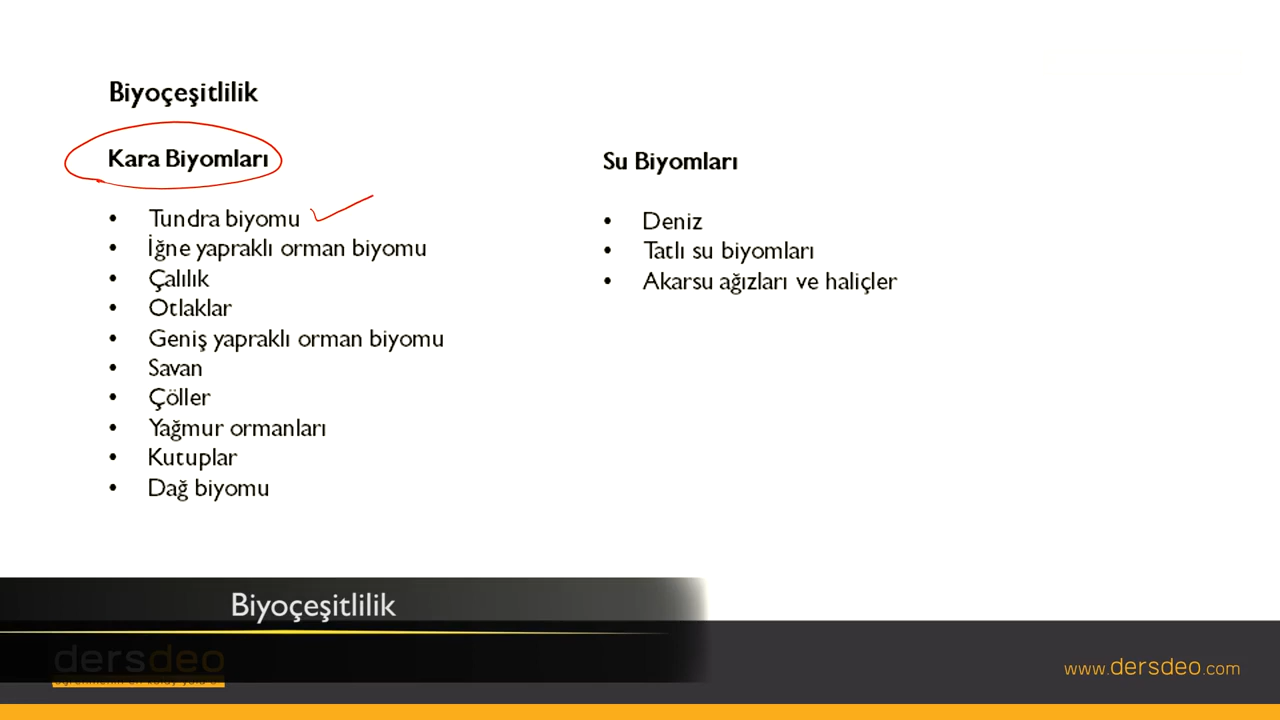 Biyoçeşitlilik
Kara Biyomları
• Tundra biyomu
• İğne yapraklı orman biyomu
• Çalılık
• Otlaklar
• Geniş yapraklı orman biyomu
• Savan
• Çöller
• Yağmur ormanları
• Kutuplar
• Dağ biyomu
Su Biyomları
• Deniz
• Tatlı su biyomları
• Akarsu ağızları ve haliçler
Biyoçeşitlilik
dersdeo
www.dersdeo.com